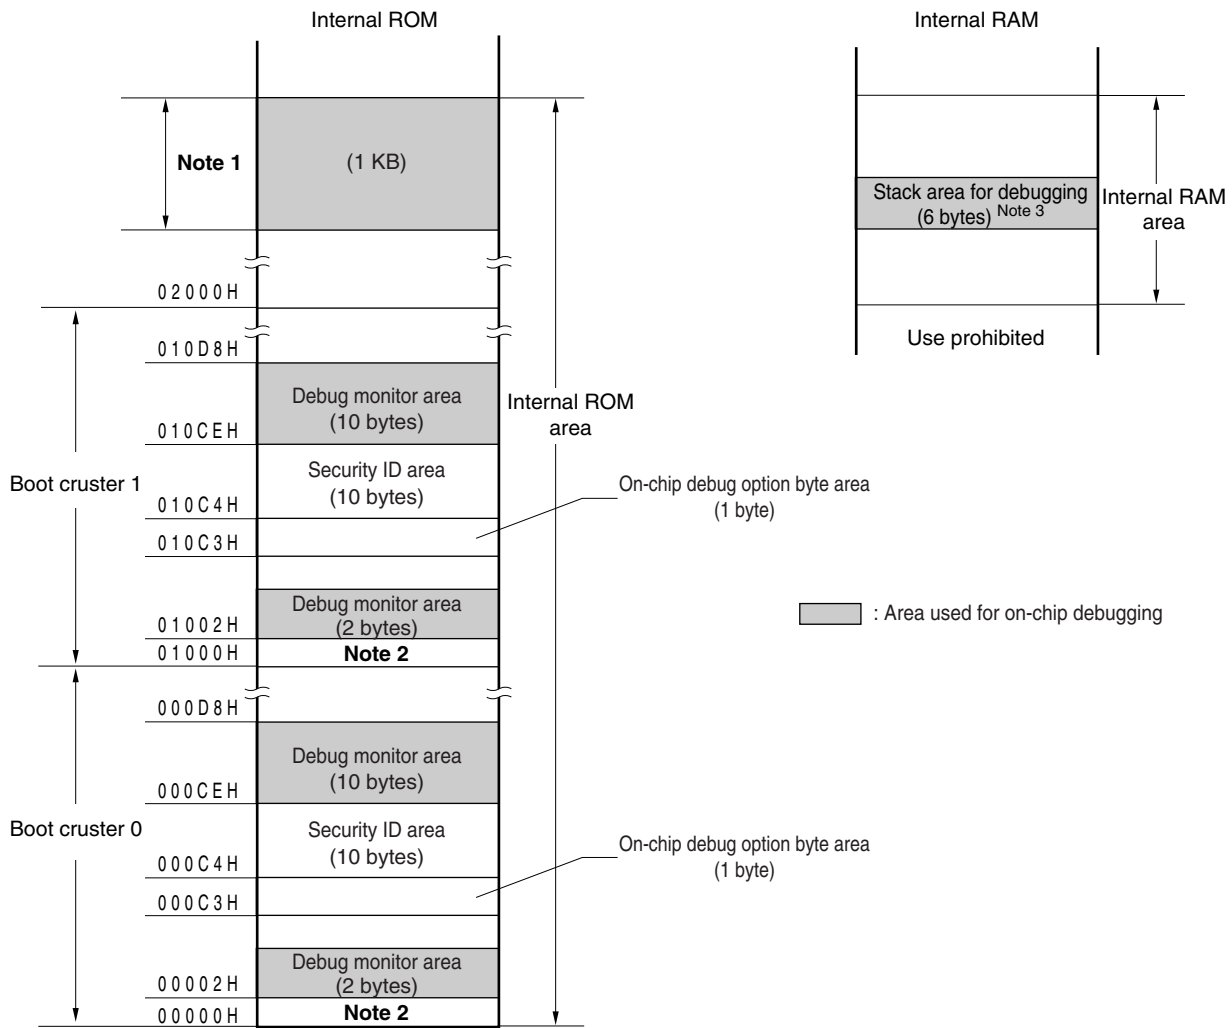 Internal ROM
Internal RAM
Note 1
(1 KB)
Stack area for debugging
(6 bytes) Note 3
Internal RAM
area
02000H
Use prohibited
010D8H
Debug monitor area
(10 bytes)
Internal ROM
area
010CEH
Security ID area
(10 bytes)
Boot cruster 1
On-chip debug option byte area
(1 byte)
010C4H
010C3H
Debug monitor area
(2 bytes)
: Area used for on-chip debugging
01002H
01000H
Note 2
000D8H
Debug monitor area
(10 bytes)
000CEH
Boot cruster 0
Security ID area
(10 bytes)
On-chip debug option byte area
(1 byte)
000C4H
000C3H
Debug monitor area
(2 bytes)
00002H
00000H
Note 2